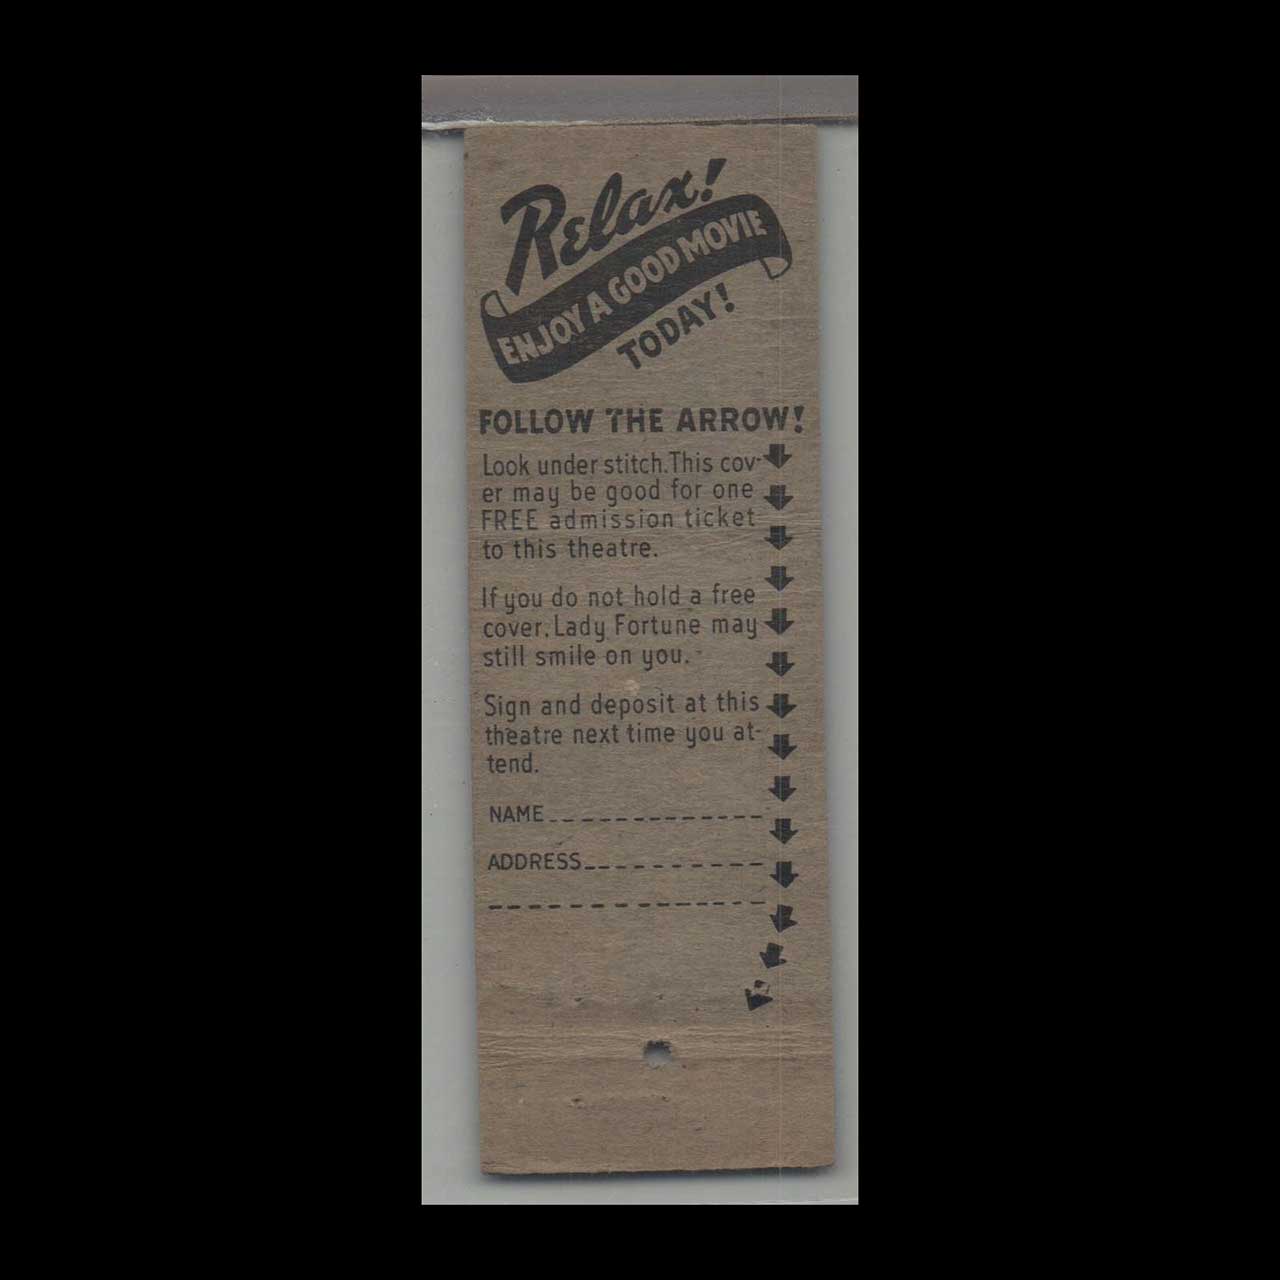 Relax!
ENJOY A GOOD MOVIE
TODAY!
FOLLOW THE ARROW!
Look under stitch. This cov-
er may be good for one
FREE admission ticket
to this theatre.
If you do not hold a free
cover, Lady Fortune may
still smile on you.
Sign and deposit at this
theatre next time you at-
tend.
NAME
ADDRESS